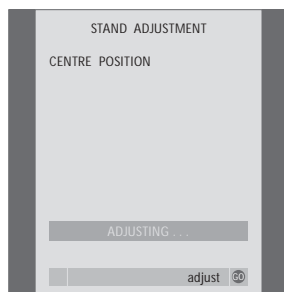 STAND ADJUSTMENT
CENTRE POSITION
ADJUSTING . . .
adjust GO